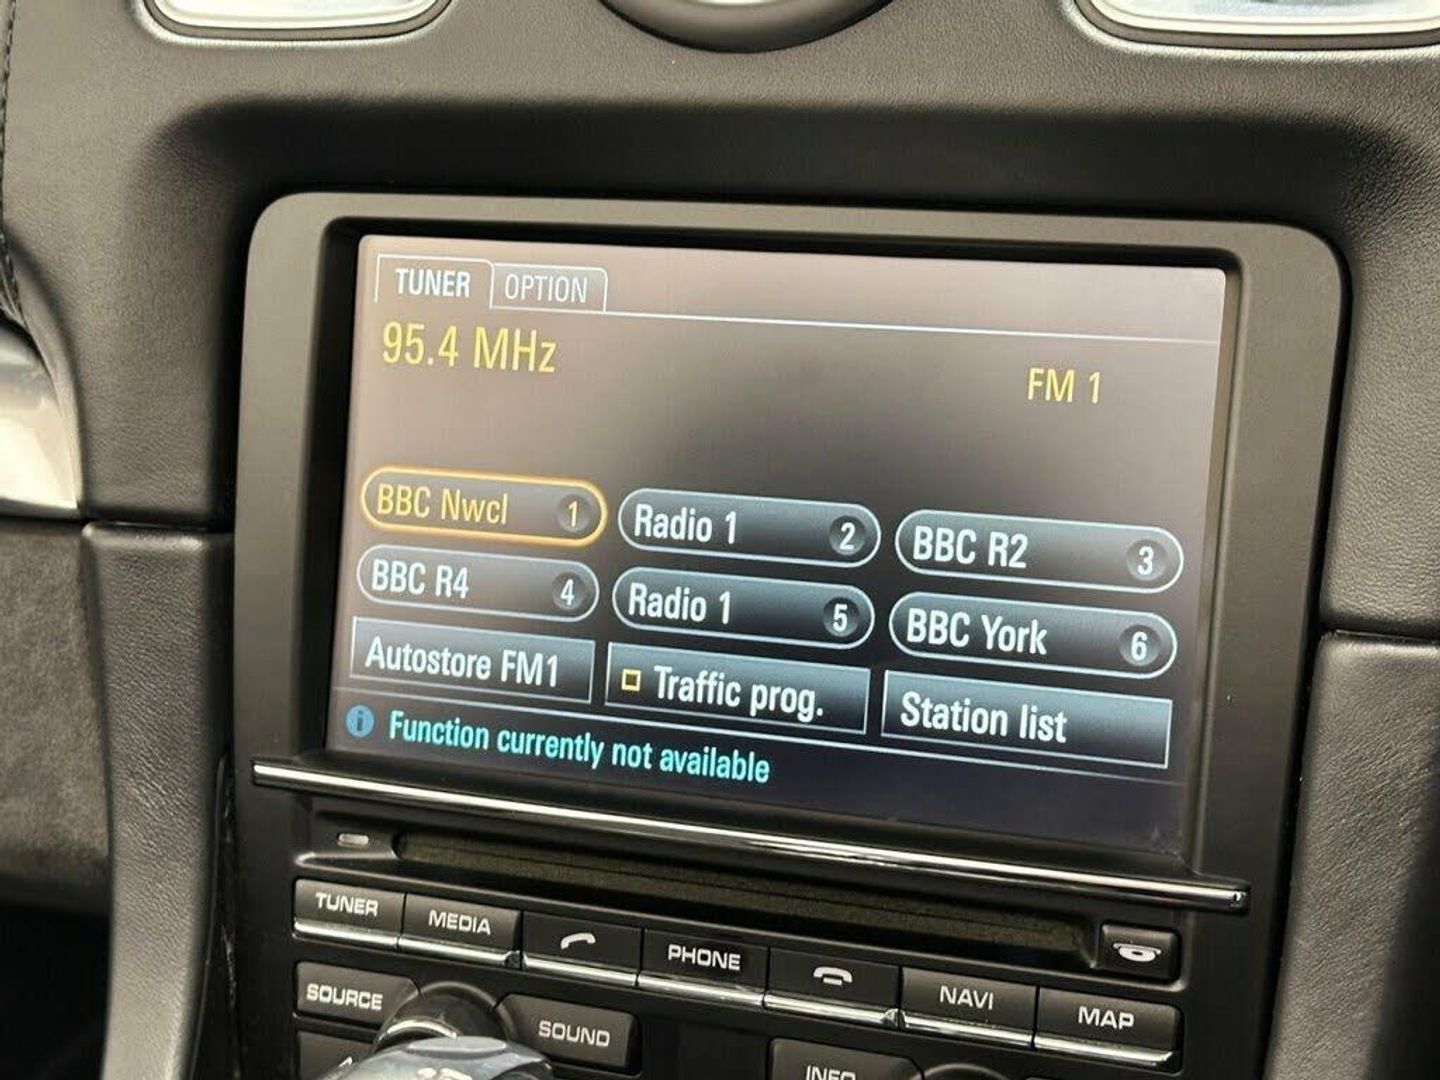 TUNER OPTION
95.4 MHz
FM 1
BBC Nwcl 1 Radio 1 2 BBC R2 3
BBC R4 4 Radio 1 5 BBC York 6
Autostore FM1 Traffic prog. Station list
i Function currently not available
TUNER MEDIA PHONE NAVI MAP
SOURCE SOUND
INFO